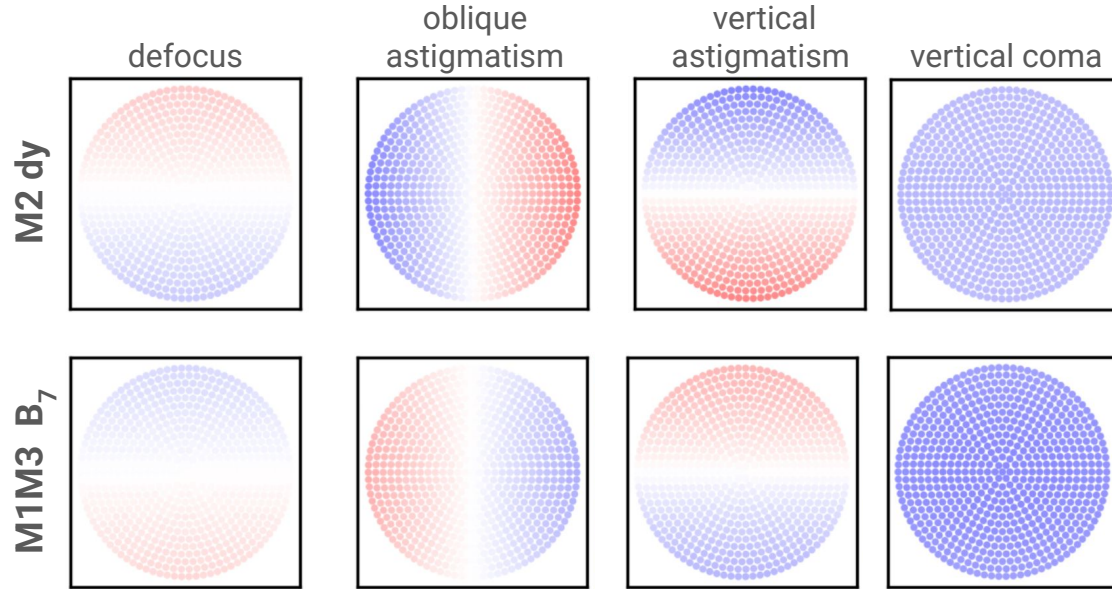 defocus
oblique
astigmatism
vertical
astigmatism
vertical coma
M2 dy
M1M3 B7